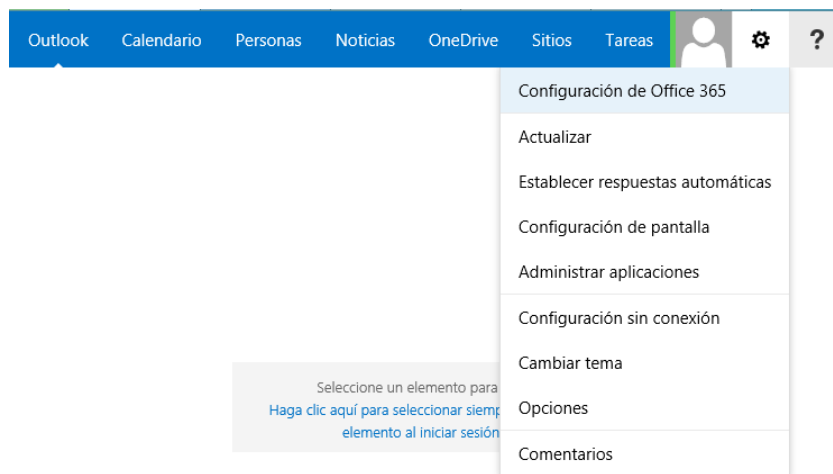 Outlook Calendario Personas Noticias OneDrive Sitios Tareas ?
Configuración de Office 365
Actualizar
Establecer respuestas automáticas
Configuración de pantalla
Administrar aplicaciones
Configuración sin conexión
Cambiar tema
Opciones
Comentarios
Seleccione un elemento para
Haga clic aquí para seleccionar siemp
elemento al iniciar sesión